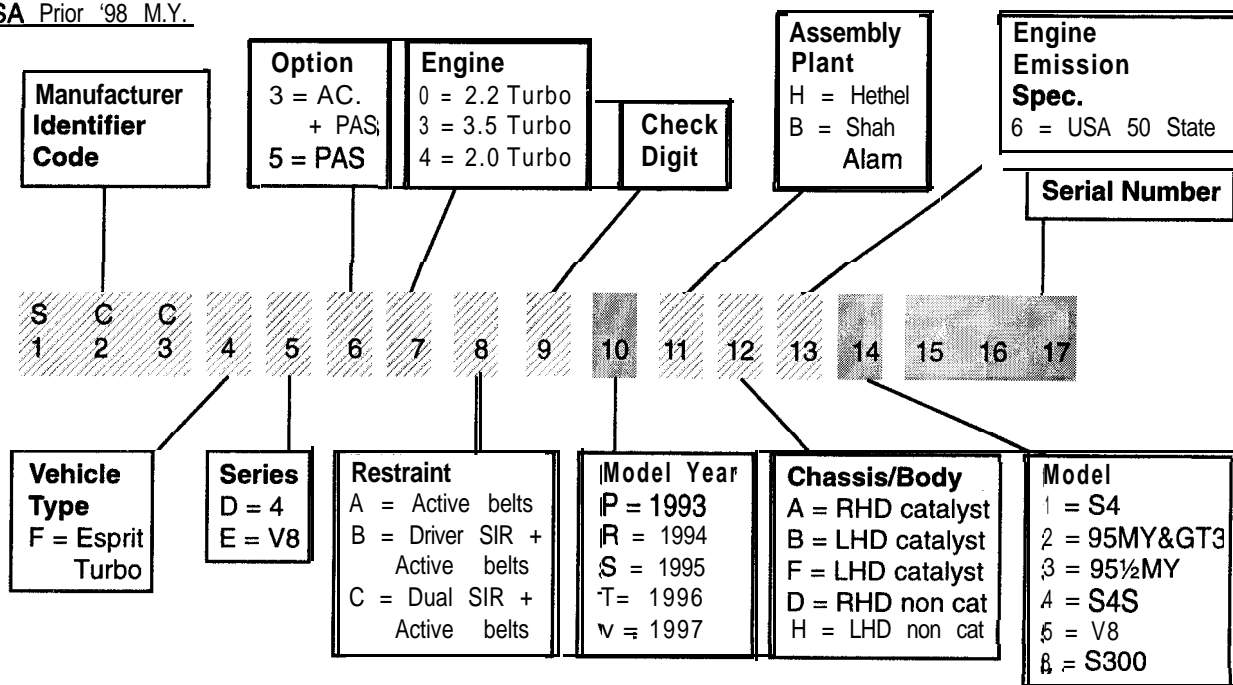 SA Prior '98 M.Y.
Manufacturer
Identifier
Code
Option
3 = AC.
+ PAS
5 = PAS
Engine
0 = 2.2 Turbo
3 = 3.5 Turbo
4 = 2.0 Turbo
Check
Digit
Assembly
Plant
H = Hethel
B = Shah
Alam
Engine
Emission
Spec.
6 = USA 50 State
Serial Number
S C C
1 2 3 4 5 6 7 8 9 10 11 12 13 14 15 16 17
Vehicle
Type
F = Esprit
Turbo
Series
D = 4
E = V8
Restraint
A = Active belts
B = Driver SIR +
Active belts
C = Dual SIR +
Active belts
Model Year
P = 1993
R = 1994
S = 1995
T = 1996
V = 1997
Chassis/Body
A = RHD catalyst
B = LHD catalyst
F = LHD catalyst
D = RHD non cat
H = LHD non cat
Model
1 = S4
2 = 95MY&GT3
3 = 95½MY
4 = S4S
5 = V8
8 = S300